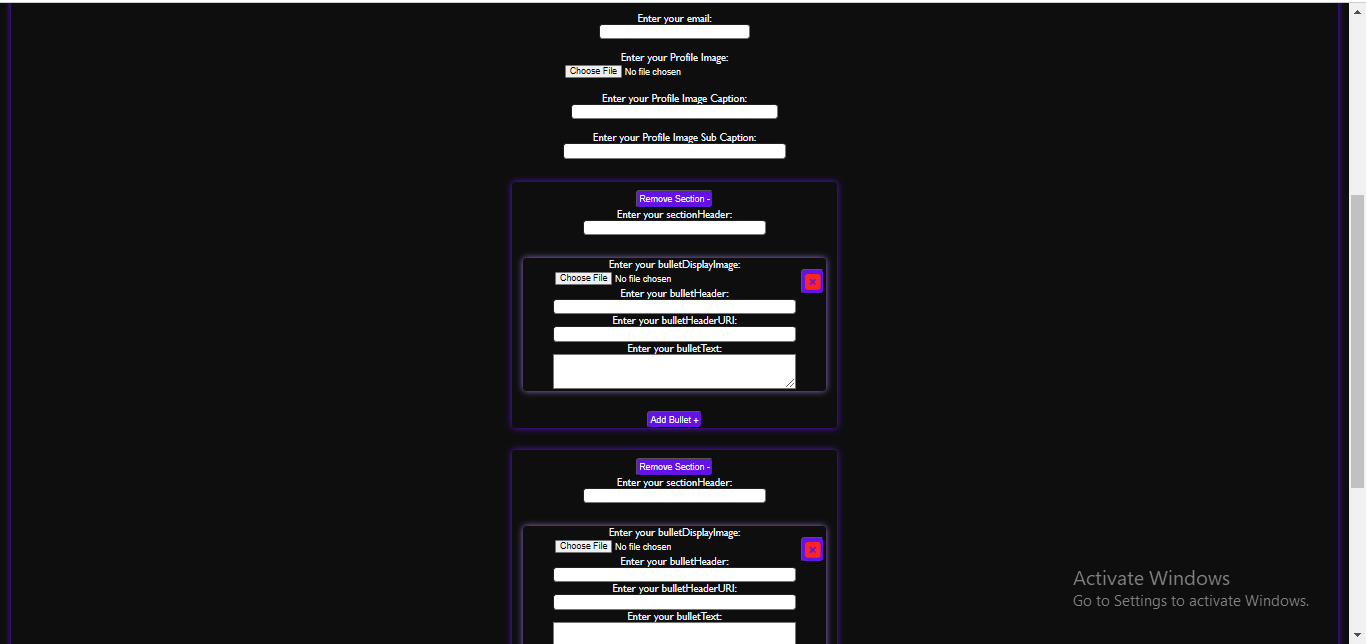 Enter your email:
Enter your Profile Image:
Choose File No file chosen
Enter your Profile Image Caption:
Enter your Profile Image Sub Caption:
Remove Section -
Enter your sectionHeader:
Enter your bulletDisplayImage:
Choose File No file chosen
×
Enter your bulletHeader:
Enter your bulletHeaderURI:
Enter your bulletText:
Add Bullet +
Remove Section -
Enter your sectionHeader:
Enter your bulletDisplayImage:
Choose File No file chosen
×
Enter your bulletHeader:
Enter your bulletHeaderURI:
Enter your bulletText:
Activate Windows
Go to Settings to activate Windows.